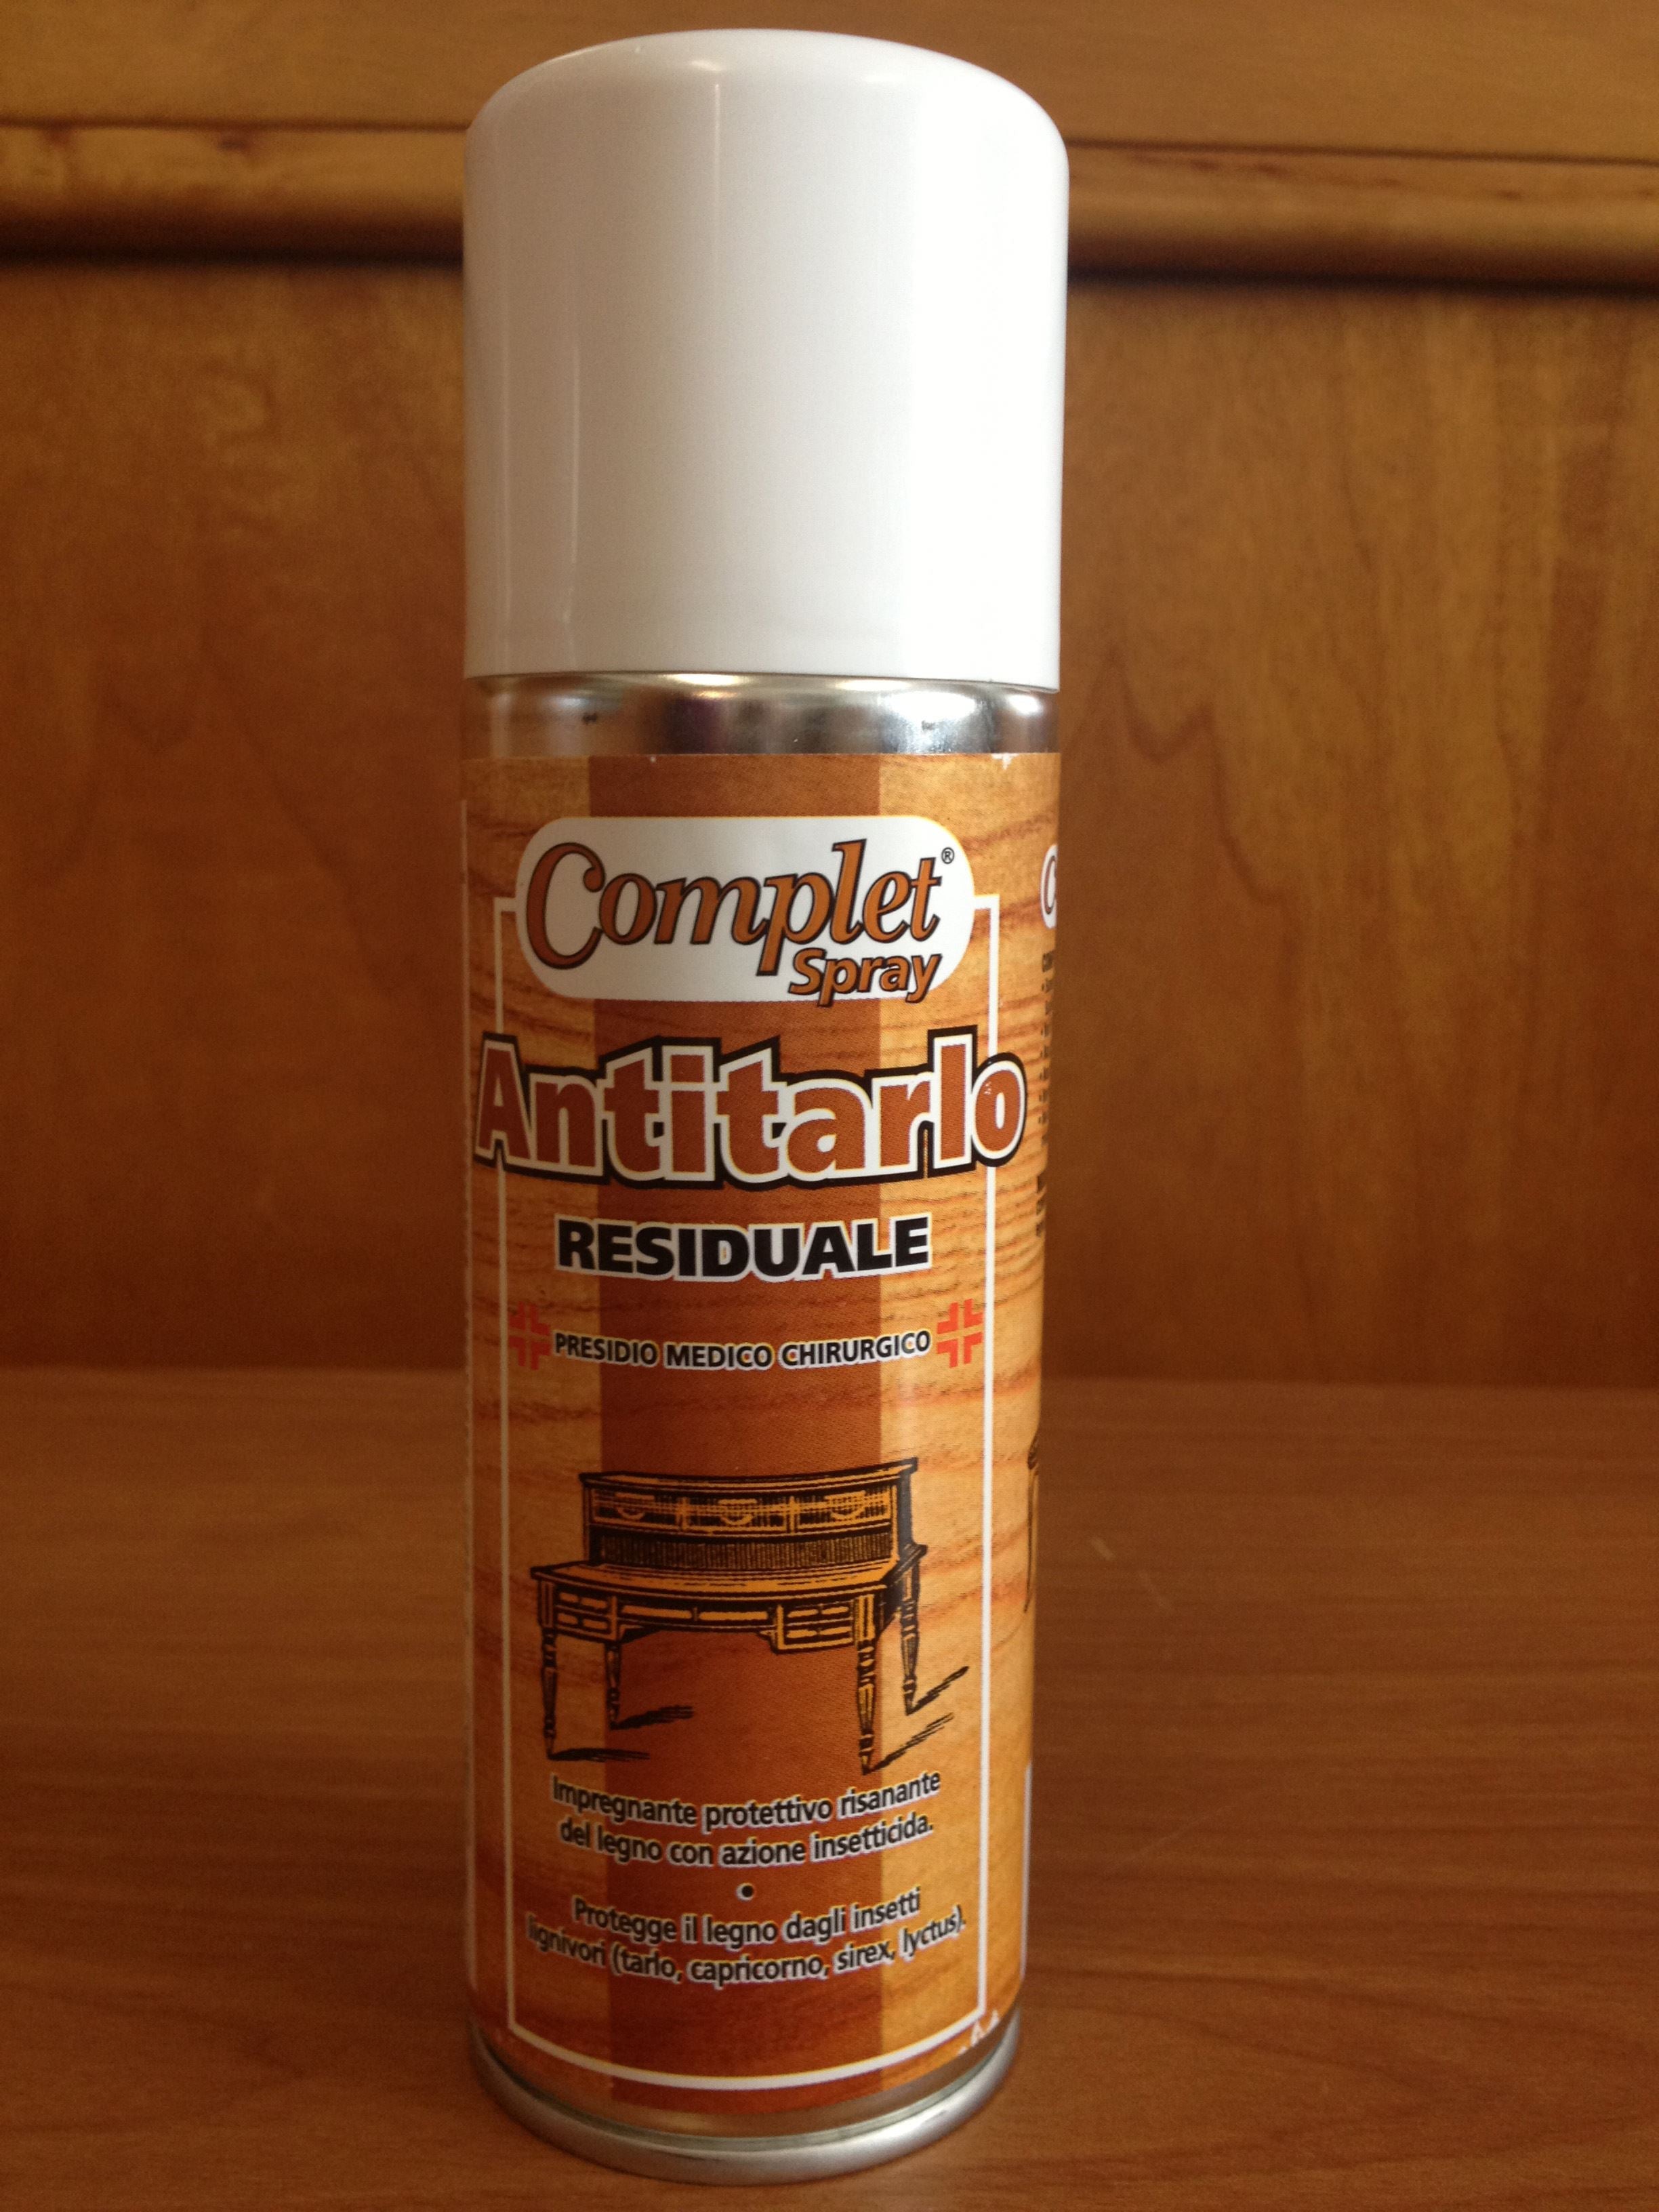 Complet®
Spray
Antitarlo
RESIDUALE
PRESIDIO MEDICO CHIRURGICO
Impregnante protettivo risanante
del legno con azione insetticida.
•
Protegge il legno dagli insetti
lignivori (tarlo, capricorno, sirex, lyctus).